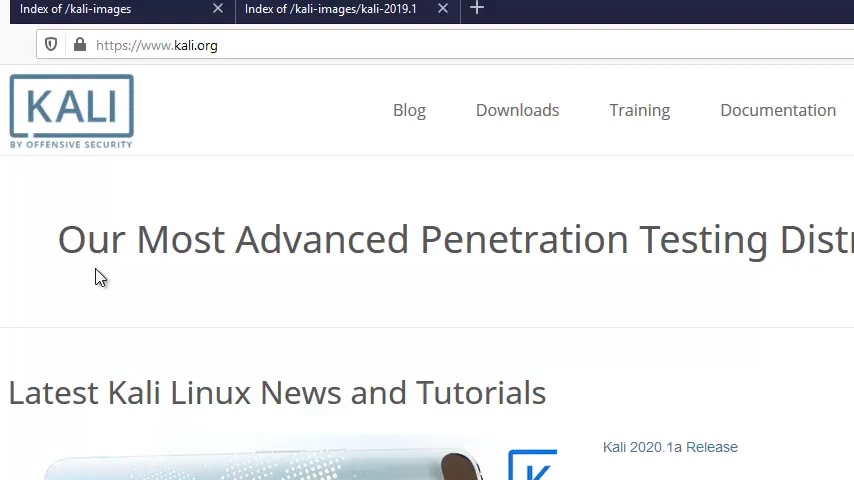 Index of /kali-images
Index of /kali-images/kali-2019.1
https://www.kali.org
KALI
BY OFFENSIVE SECURITY
Blog Downloads Training Documentation
Our Most Advanced Penetration Testing Distr
Latest Kali Linux News and Tutorials
Kali 2020.1a Release
K